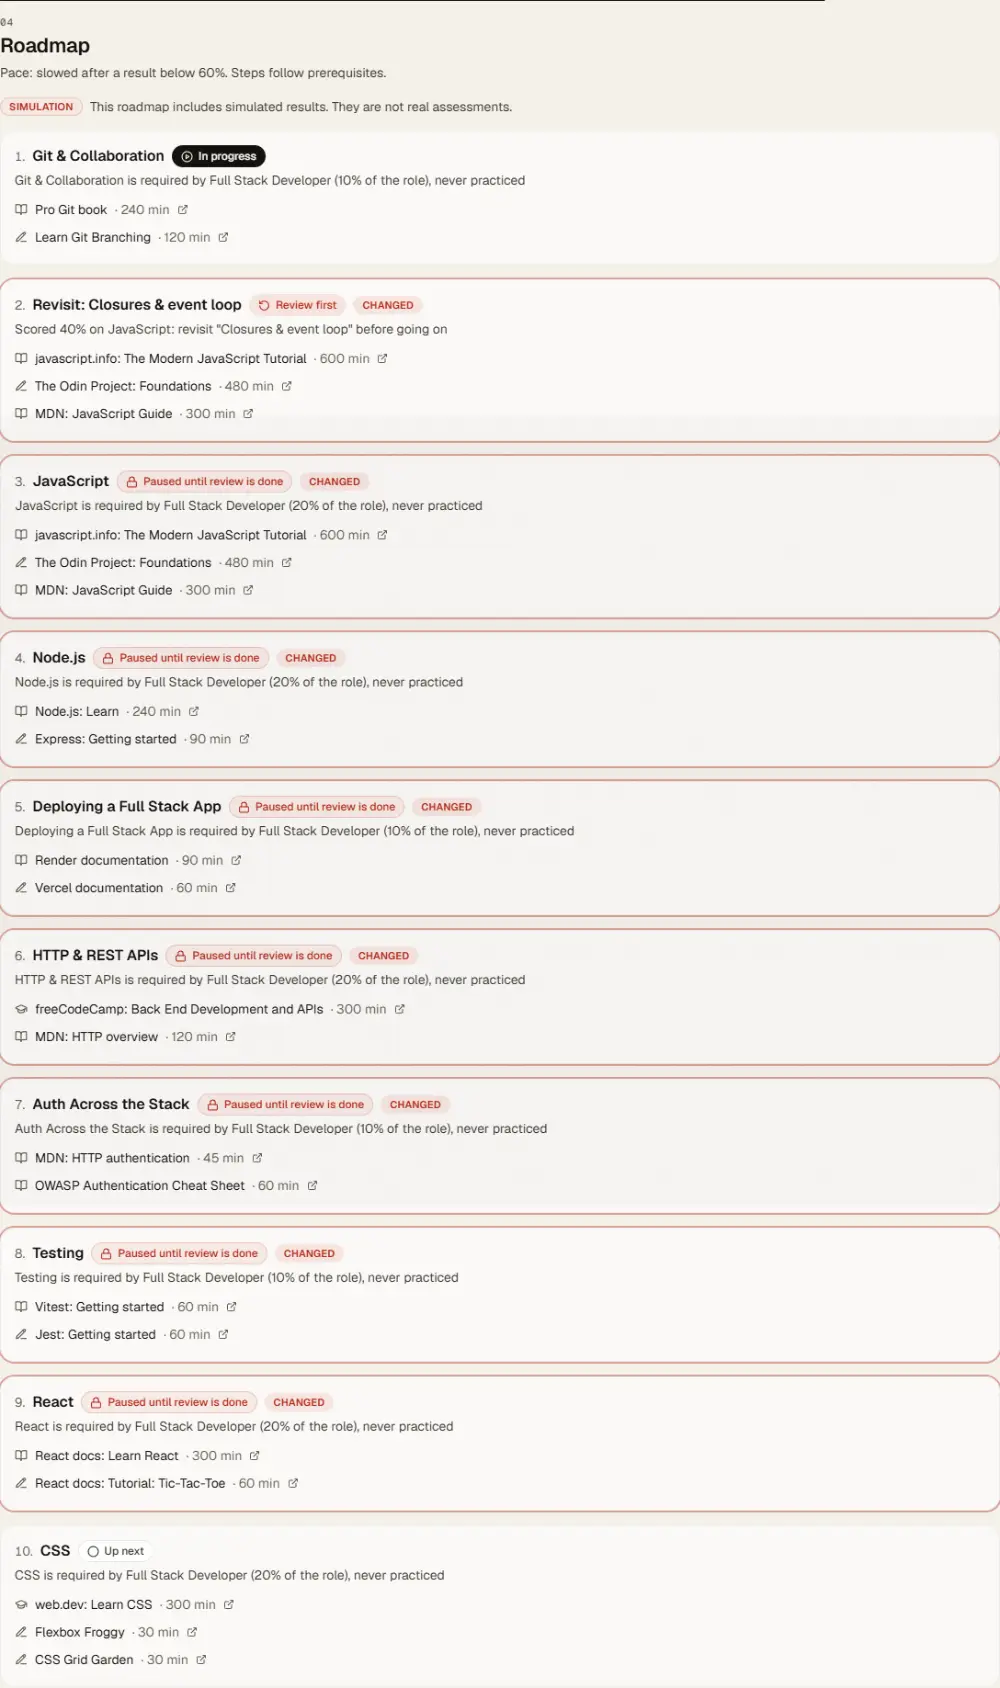 04
Roadmap
Pace: slowed after a result below 60%. Steps follow prerequisites.
SIMULATION This roadmap includes simulated results. They are not real assessments.
1. Git & Collaboration In progress
Git & Collaboration is required by Full Stack Developer (10% of the role), never practiced
Pro Git book · 240 min
Learn Git Branching · 120 min
2. Revisit: Closures & event loop Review first CHANGED
Scored 40% on JavaScript: revisit "Closures & event loop" before going on
javascript.info: The Modern JavaScript Tutorial · 600 min
The Odin Project: Foundations · 480 min
MDN: JavaScript Guide · 300 min
3. JavaScript Paused until review is done CHANGED
JavaScript is required by Full Stack Developer (20% of the role), never practiced
javascript.info: The Modern JavaScript Tutorial · 600 min
The Odin Project: Foundations · 480 min
MDN: JavaScript Guide · 300 min
4. Node.js Paused until review is done CHANGED
Node.js is required by Full Stack Developer (20% of the role), never practiced
Node.js: Learn · 240 min
Express: Getting started · 90 min
5. Deploying a Full Stack App Paused until review is done CHANGED
Deploying a Full Stack App is required by Full Stack Developer (10% of the role), never practiced
Render documentation · 90 min
Vercel documentation · 60 min
6. HTTP & REST APIs Paused until review is done CHANGED
HTTP & REST APIs is required by Full Stack Developer (20% of the role), never practiced
freeCodeCamp: Back End Development and APIs · 300 min
MDN: HTTP overview · 120 min
7. Auth Across the Stack Paused until review is done CHANGED
Auth Across the Stack is required by Full Stack Developer (10% of the role), never practiced
MDN: HTTP authentication · 45 min
OWASP Authentication Cheat Sheet · 60 min
8. Testing Paused until review is done CHANGED
Testing is required by Full Stack Developer (10% of the role), never practiced
Vitest: Getting started · 60 min
Jest: Getting started · 60 min
9. React Paused until review is done CHANGED
React is required by Full Stack Developer (20% of the role), never practiced
React docs: Learn React · 300 min
React docs: Tutorial: Tic-Tac-Toe · 60 min
10. CSS Up next
CSS is required by Full Stack Developer (20% of the role), never practiced
web.dev: Learn CSS · 300 min
Flexbox Froggy · 30 min
CSS Grid Garden · 30 min